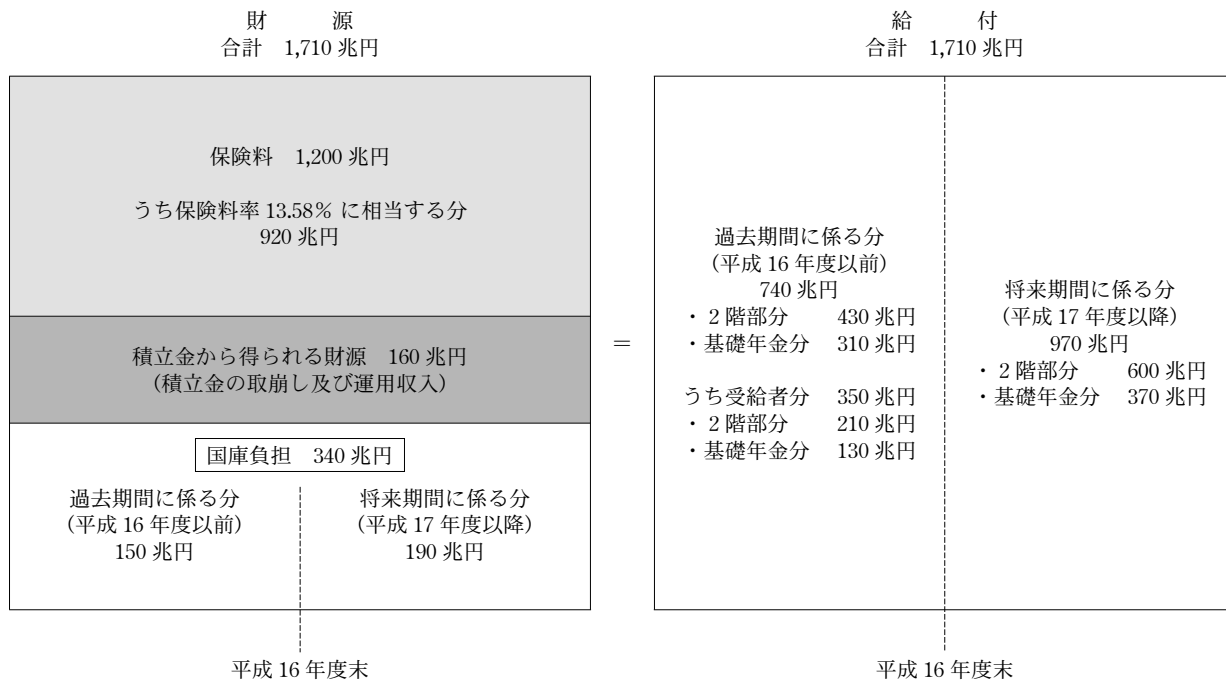 財　　源
合計　1,710 兆円
保険料　1,200 兆円
うち保険料率 13.58% に相当する分
920 兆円
積立金から得られる財源　160 兆円
(積立金の取崩し及び運用収入)
国庫負担　340 兆円
過去期間に係る分
(平成 16 年度以前)
150 兆円
将来期間に係る分
(平成 17 年度以降)
190 兆円
平成 16 年度末
=
給　　付
合計　1,710 兆円
過去期間に係る分
(平成 16 年度以前)
740 兆円
・ 2 階部分　430 兆円
・基礎年金分　310 兆円
うち受給者分　350 兆円
・ 2 階部分　210 兆円
・基礎年金分　130 兆円
将来期間に係る分
(平成 17 年度以降)
970 兆円
・ 2 階部分　600 兆円
・基礎年金分　370 兆円
平成 16 年度末